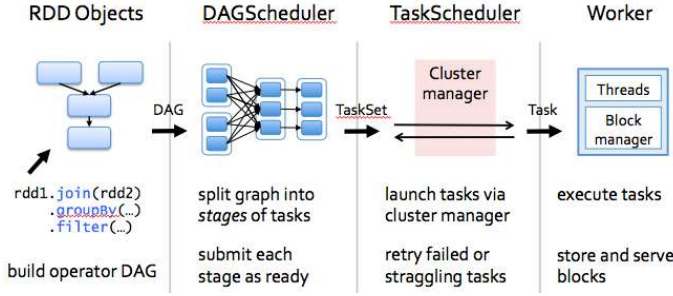 RDD Objects
DAGScheduler
TaskScheduler
Worker
DAG
TaskSet
Cluster
manager
Task
Threads
Block
manager
rdd1.join(rdd2)
.groupBy(…)
.filter(…)
build operator DAG
split graph into
stages of tasks
submit each
stage as ready
launch tasks via
cluster manager
retry failed or
straggling tasks
execute tasks
store and serve
blocks